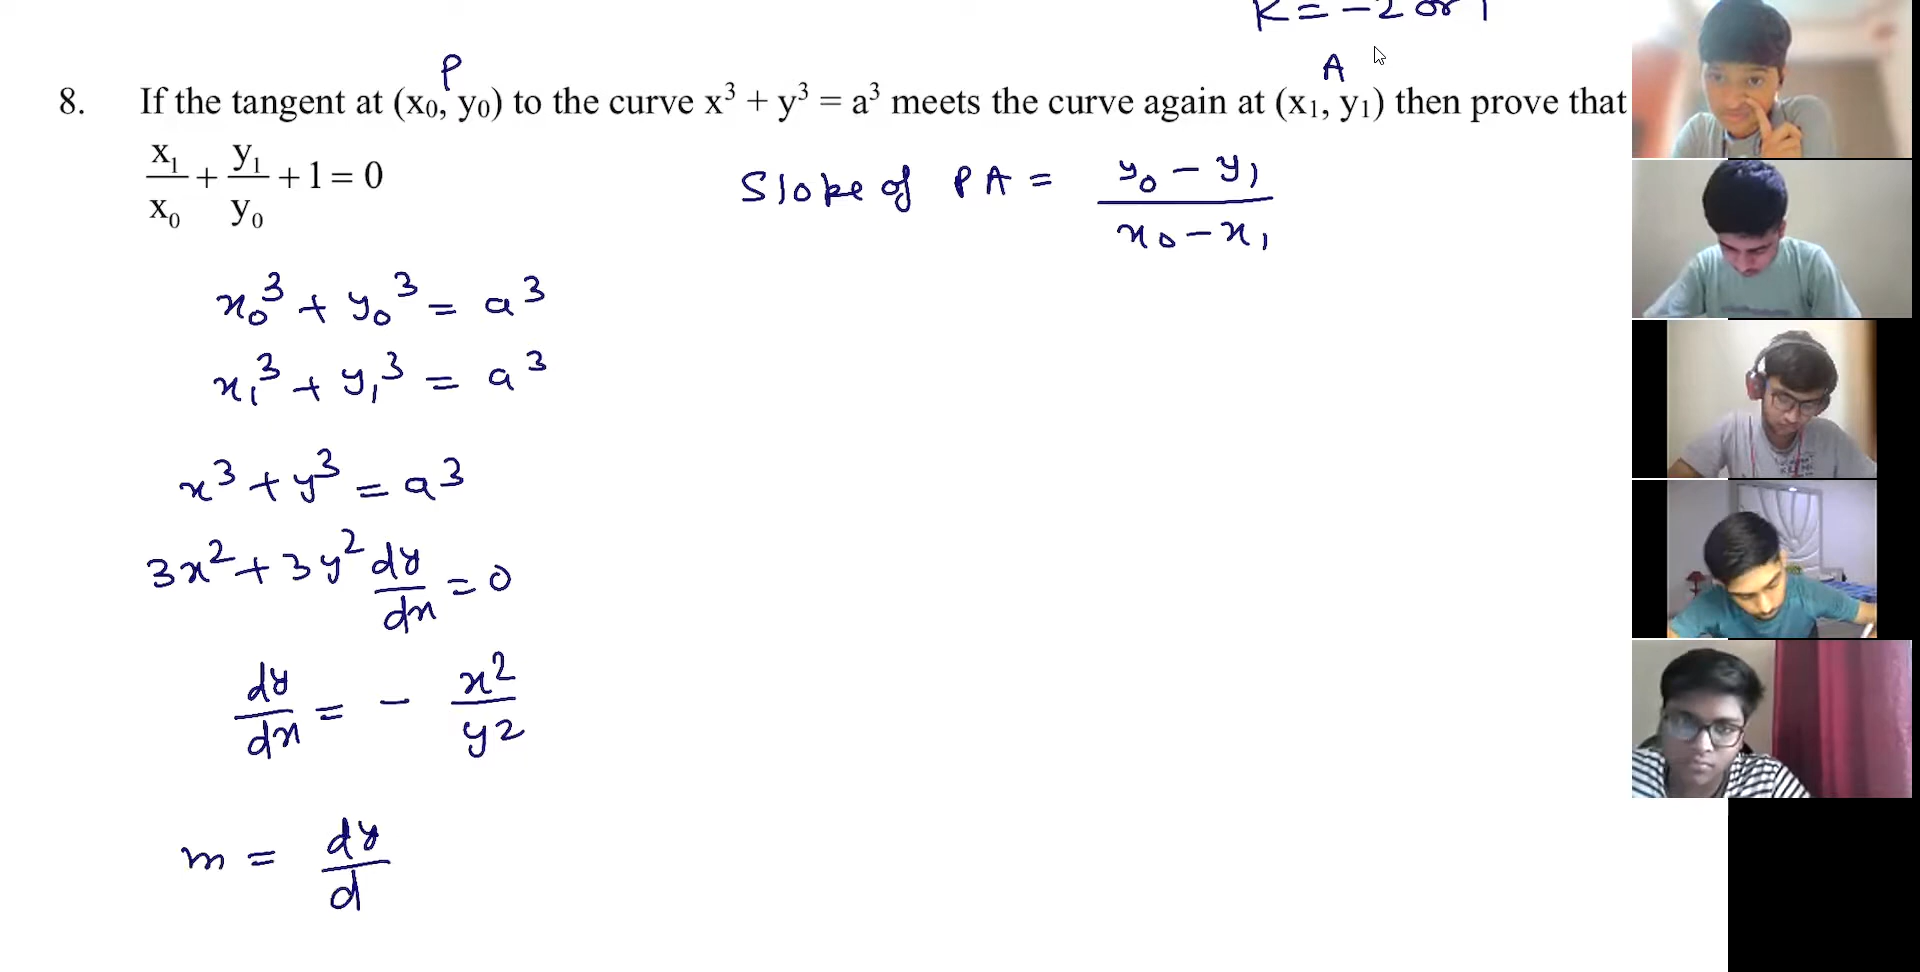 K = -2 or 1
P
A
8. If the tangent at (x₀, y₀) to the curve x³ + y³ = a³ meets the curve again at (x₁, y₁) then prove that
x₁/x₀ + y₁/y₀ + 1 = 0
Slope of PA = (y₀ - y₁)/(x₀ - x₁)
x₀³ + y₀³ = a³
x₁³ + y₁³ = a³
x³ + y³ = a³
3x² + 3y² dy/dx = 0
dy/dx = - x²/y²
m = dy/d